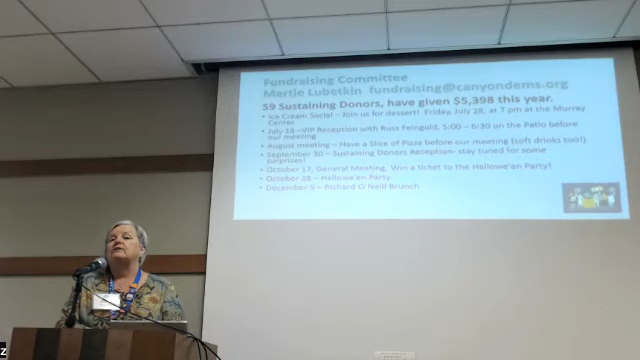 Fundraising Committee
Martie Lubetkin fundraising@canyondems.org
59 Sustaining Donors, have given $5,398 this year.
• Ice Cream Social – Join us for dessert! Friday, July 28, at 7 pm at the Murray
Center
• July 18 –VIP Reception with Russ Feingold, 5:00 – 6:30 on the Patio before
our meeting
• August meeting – Have a Slice of Pizza before our meeting (soft drinks too!)
• September 30 – Sustaining Donors Reception- stay tuned for some
surprises!
• October 17, General Meeting, Win a ticket to the Hallowe'en Party!
• October 28 – Hallowe'en Party
• December 9 – Richard O'Neill Brunch
Z